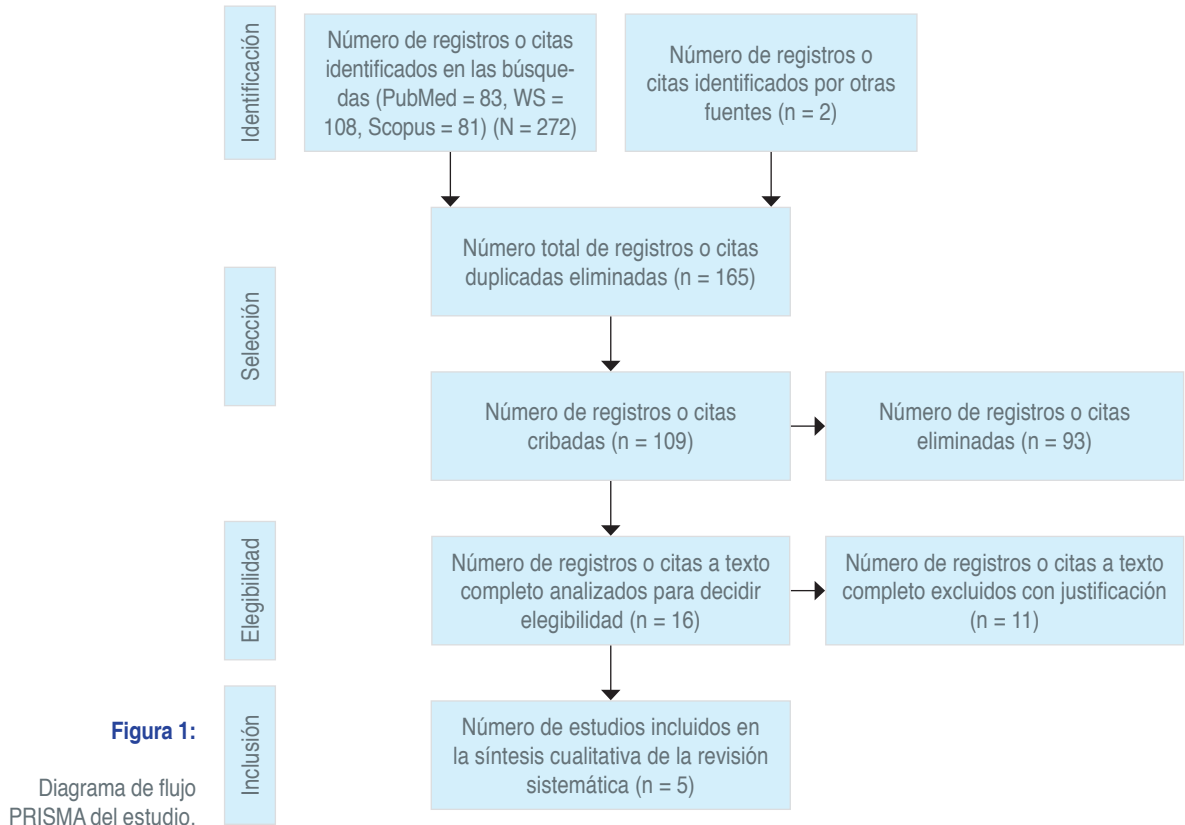 Identificación
Número de registros o citas
identificados en las búsque-
das (PubMed = 83, WS =
108, Scopus = 81) (N = 272)
Número de registros o
citas identificados por otras
fuentes (n = 2)
Selección
Número total de registros o citas
duplicadas eliminadas (n = 165)
Número de registros o citas
cribadas (n = 109)
Número de registros o citas
eliminadas (n = 93)
Elegibilidad
Número de registros o citas a texto
completo analizados para decidir
elegibilidad (n = 16)
Número de registros o citas a texto
completo excluidos con justificación
(n = 11)
Inclusión
Número de estudios incluidos en
la síntesis cualitativa de la revisión
sistemática (n = 5)
Figura 1:
Diagrama de flujo
PRISMA del estudio.